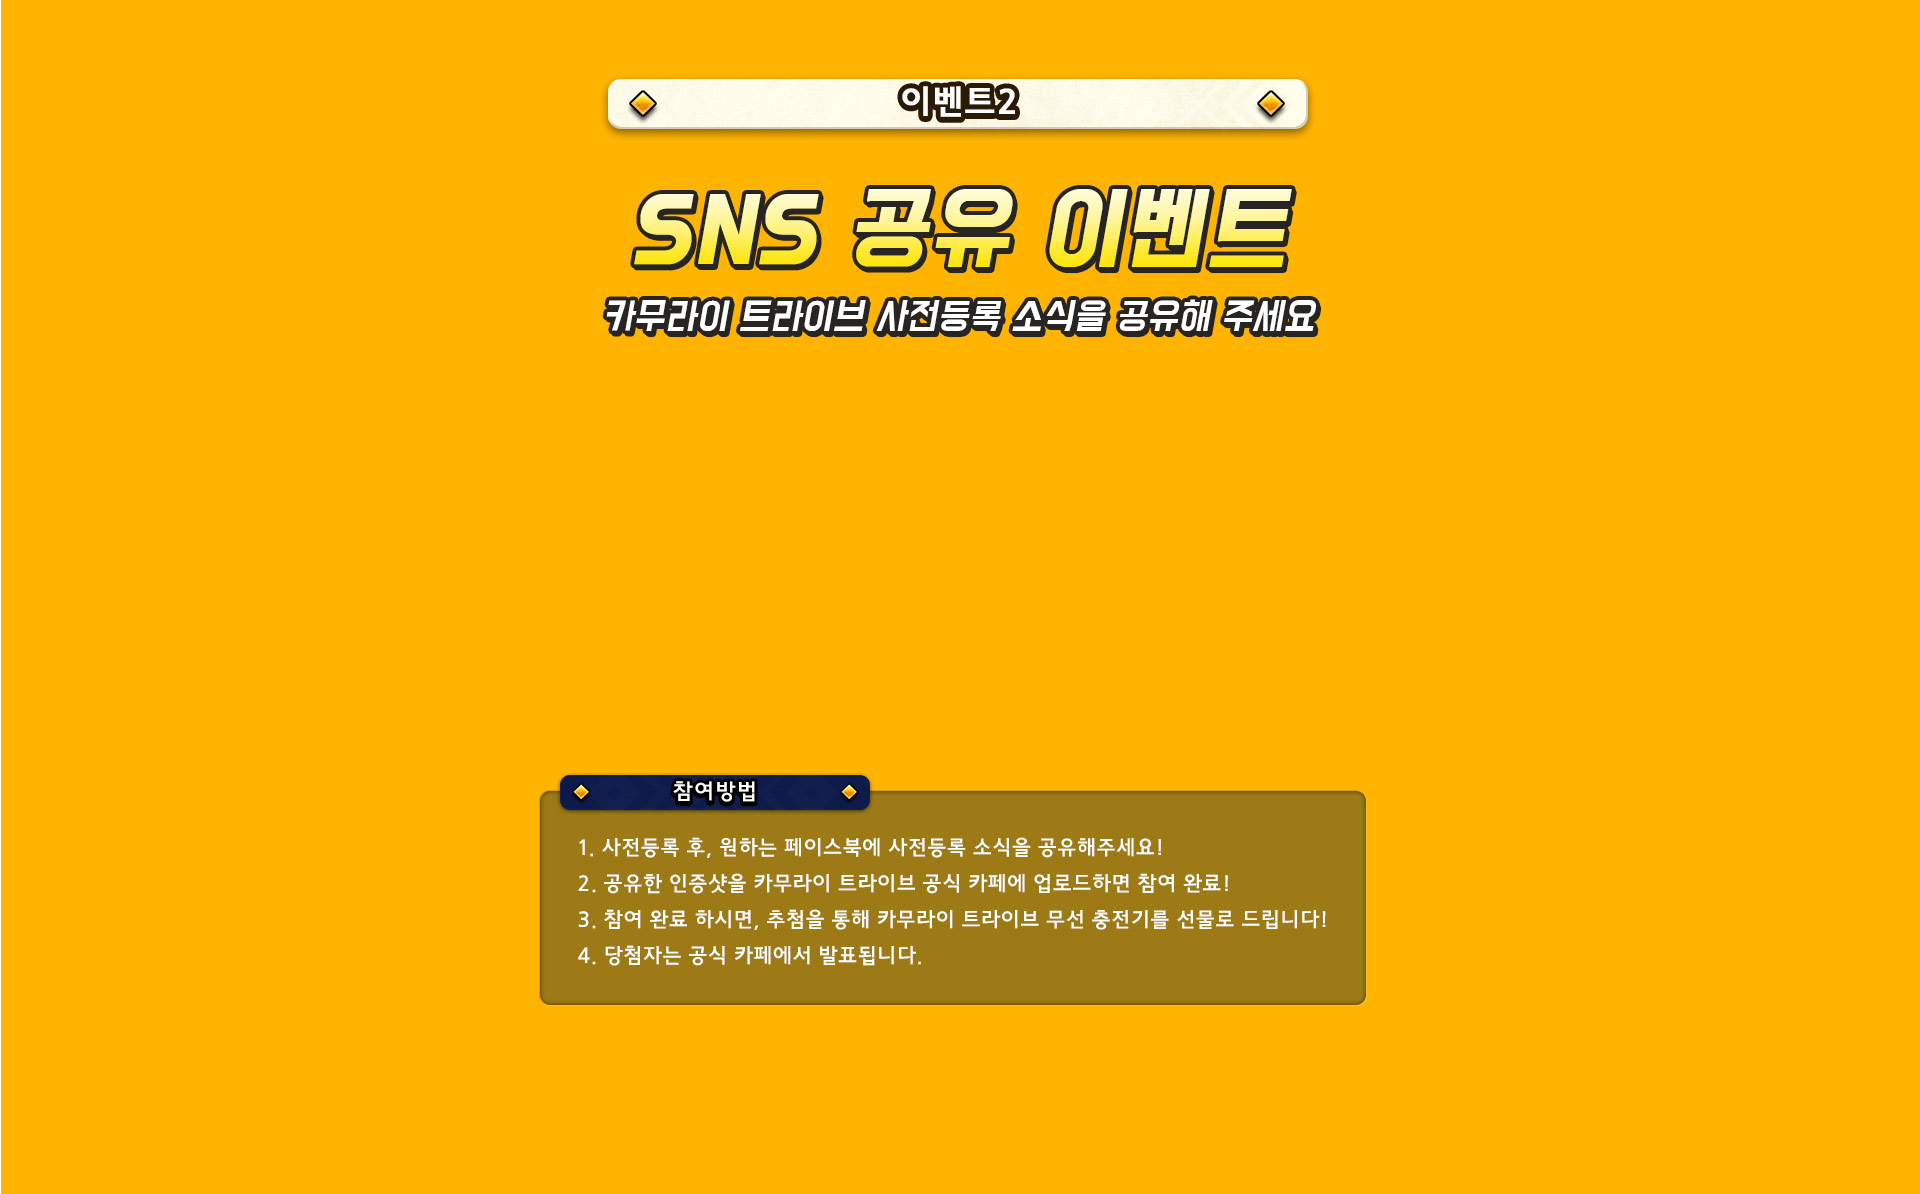 이벤트2
SNS 공유 이벤트
카무라이 트라이브 사전등록 소식을 공유해 주세요
참여방법
1. 사전등록 후, 원하는 페이스북에 사전등록 소식을 공유해주세요!
2. 공유한 인증샷을 카무라이 트라이브 공식 카페에 업로드하면 참여 완료!
3. 참여 완료 하시면, 추첨을 통해 카무라이 트라이브 무선 충전기를 선물로 드립니다!
4. 당첨자는 공식 카페에서 발표됩니다.